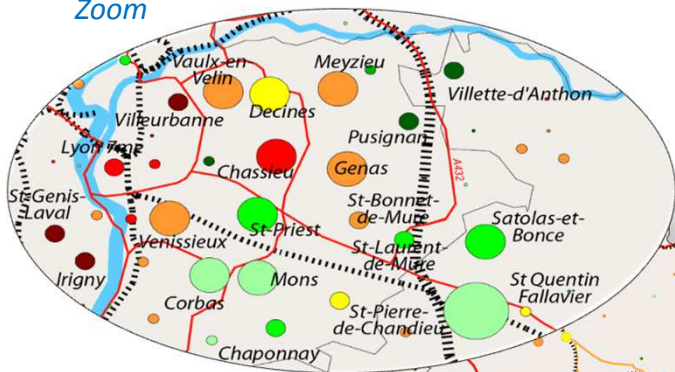 Zoom
Vaulx-en
Velin
Meyzieu
Villeurbanne
Decines
Villette-d'Anthon
Lyon 7me
Pusignan
Chassieu
Genas
A432
St-Genis-
Laval
St-Bonnet-
de-Mure
Satolas-et-
Bonce
Venissieux
St-Priest
St-Laurent-
de-Mure
Irigny
Corbas
Mons
St Quentin
Fallavier
St-Pierre-
de-Chandieu
Chaponnay